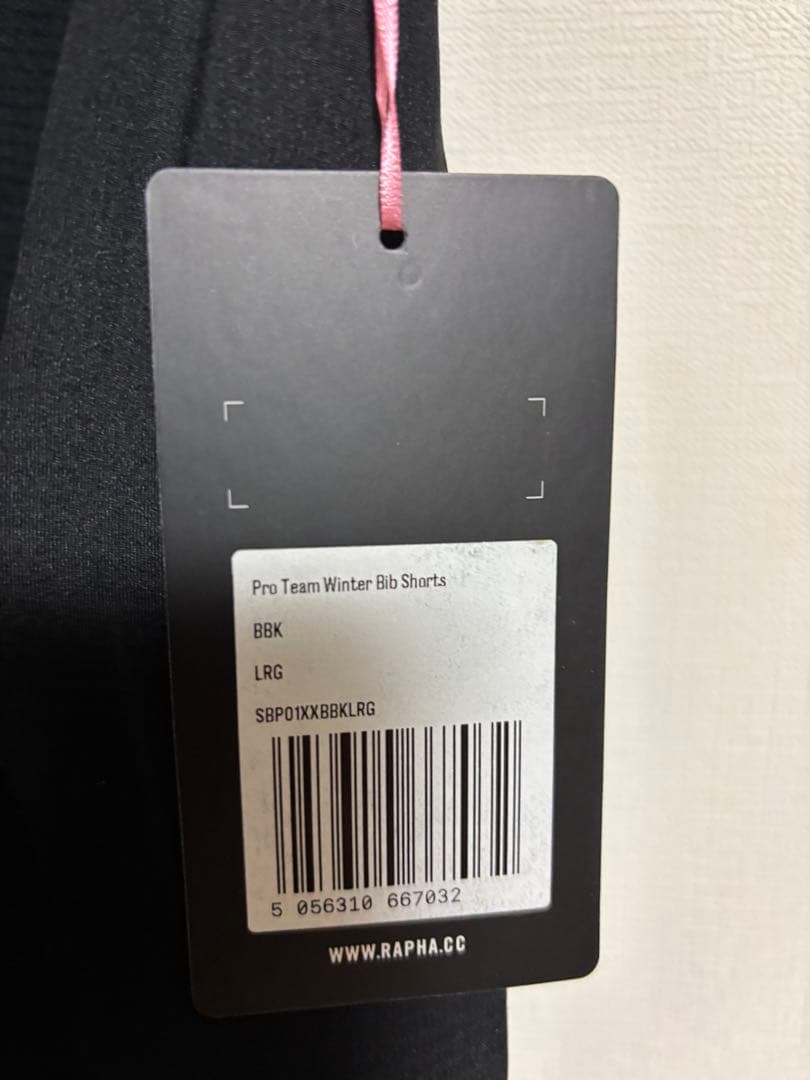 Pro Team Winter Bib Shorts
BBK
LRG
SBP01XXBBKLRG
5 056310 667032
WWW.RAPHA.CC